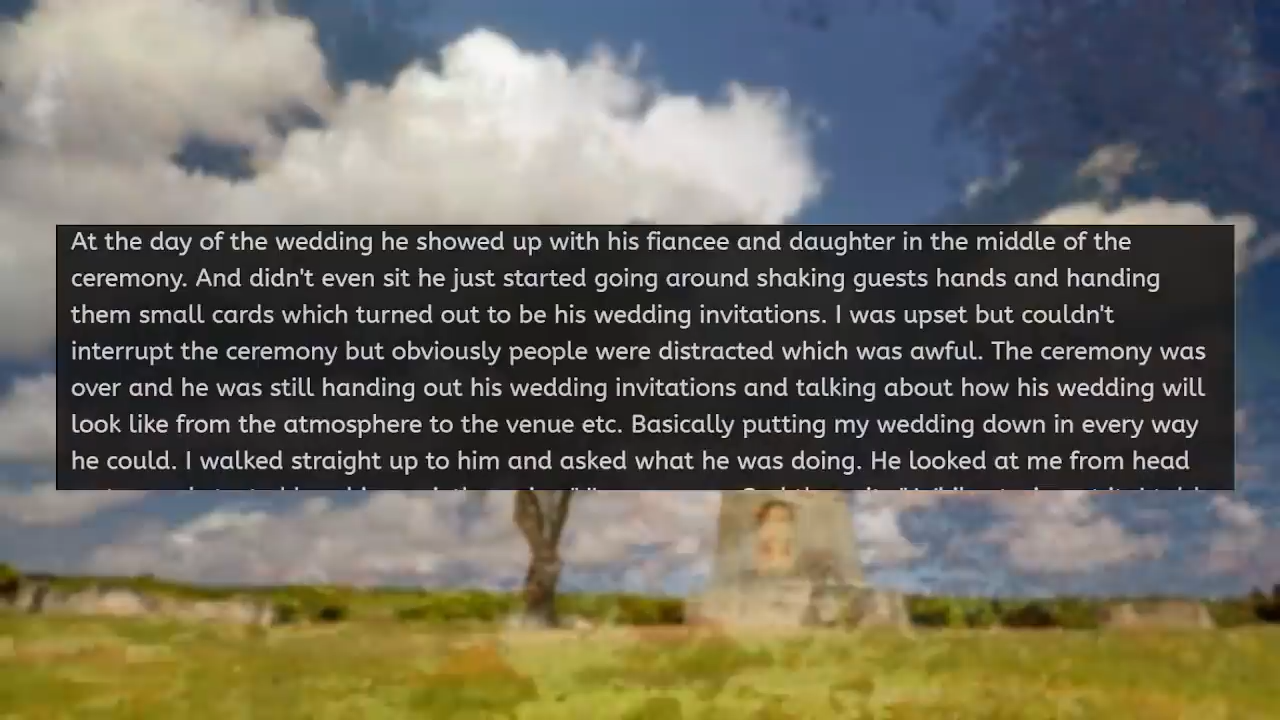 At the day of the wedding he showed up with his fiancee and daughter in the middle of the
ceremony. And didn't even sit he just started going around shaking guests hands and handing
them small cards which turned out to be his wedding invitations. I was upset but couldn't
interrupt the ceremony but obviously people were distracted which was awful. The ceremony was
over and he was still handing out his wedding invitations and talking about how his wedding will
look like from the atmosphere to the venue etc. Basically putting my wedding down in every way
he could. I walked straight up to him and asked what he was doing. He looked at me from head